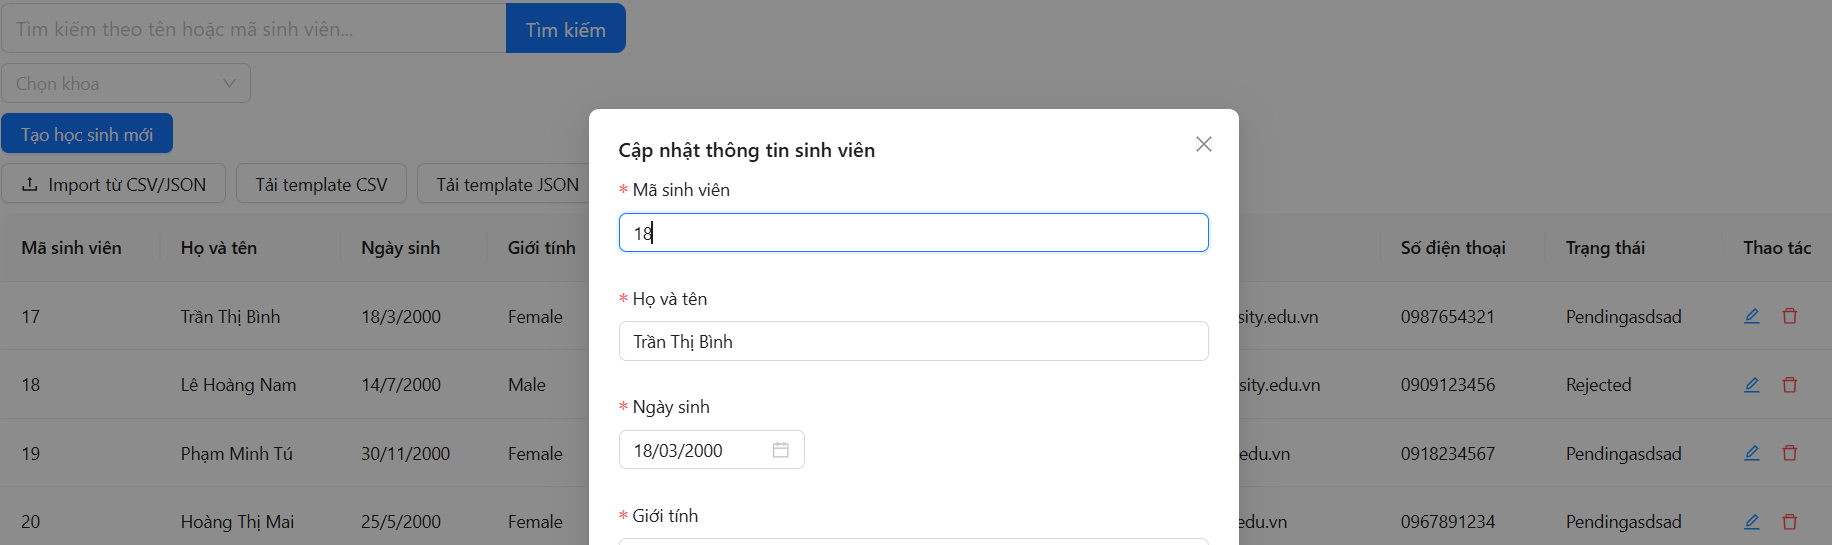 Tìm kiếm theo tên hoặc mã sinh viên... Tìm kiếm
Chọn khoa
Tạo học sinh mới
Import từ CSV/JSON Tải template CSV Tải template JSON
Mã sinh viên Họ và tên Ngày sinh Giới tính Số điện thoại Trạng thái Thao tác
17 Trần Thị Bình 18/3/2000 Female sity.edu.vn 0987654321 Pendingasdsad
18 Lê Hoàng Nam 14/7/2000 Male sity.edu.vn 0909123456 Rejected
19 Phạm Minh Tú 30/11/2000 Female edu.vn 0918234567 Pendingasdsad
20 Hoàng Thị Mai 25/5/2000 Female edu.vn 0967891234 Pendingasdsad
Cập nhật thông tin sinh viên
* Mã sinh viên
18
* Họ và tên
Trần Thị Bình
* Ngày sinh
18/03/2000
* Giới tính